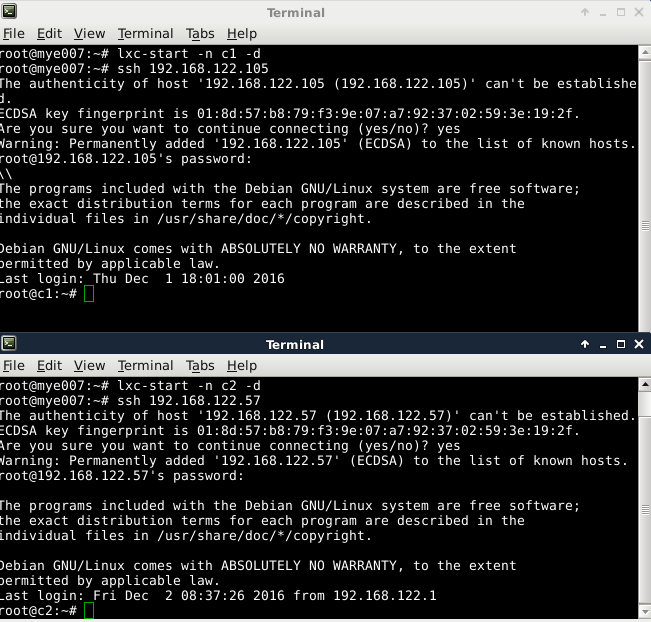 Terminal
File Edit View Terminal Tabs Help
root@mye007:~# lxc-start -n c1 -d
root@mye007:~# ssh 192.168.122.105
The authenticity of host '192.168.122.105 (192.168.122.105)' can't be establishe
d.
ECDSA key fingerprint is 01:8d:57:b8:79:f3:9e:07:a7:92:37:02:59:3e:19:2f.
Are you sure you want to continue connecting (yes/no)? yes
Warning: Permanently added '192.168.122.105' (ECDSA) to the list of known hosts.
root@192.168.122.105's password:
\\
The programs included with the Debian GNU/Linux system are free software;
the exact distribution terms for each program are described in the
individual files in /usr/share/doc/*/copyright.
Debian GNU/Linux comes with ABSOLUTELY NO WARRANTY, to the extent
permitted by applicable law.
Last login: Thu Dec  1 18:01:00 2016
root@c1:~#
Terminal
File Edit View Terminal Tabs Help
root@mye007:~# lxc-start -n c2 -d
root@mye007:~# ssh 192.168.122.57
The authenticity of host '192.168.122.57 (192.168.122.57)' can't be established.
ECDSA key fingerprint is 01:8d:57:b8:79:f3:9e:07:a7:92:37:02:59:3e:19:2f.
Are you sure you want to continue connecting (yes/no)? yes
Warning: Permanently added '192.168.122.57' (ECDSA) to the list of known hosts.
root@192.168.122.57's password:
The programs included with the Debian GNU/Linux system are free software;
the exact distribution terms for each program are described in the
individual files in /usr/share/doc/*/copyright.
Debian GNU/Linux comes with ABSOLUTELY NO WARRANTY, to the extent
permitted by applicable law.
Last login: Fri Dec  2 08:37:26 2016 from 192.168.122.1
root@c2:~#